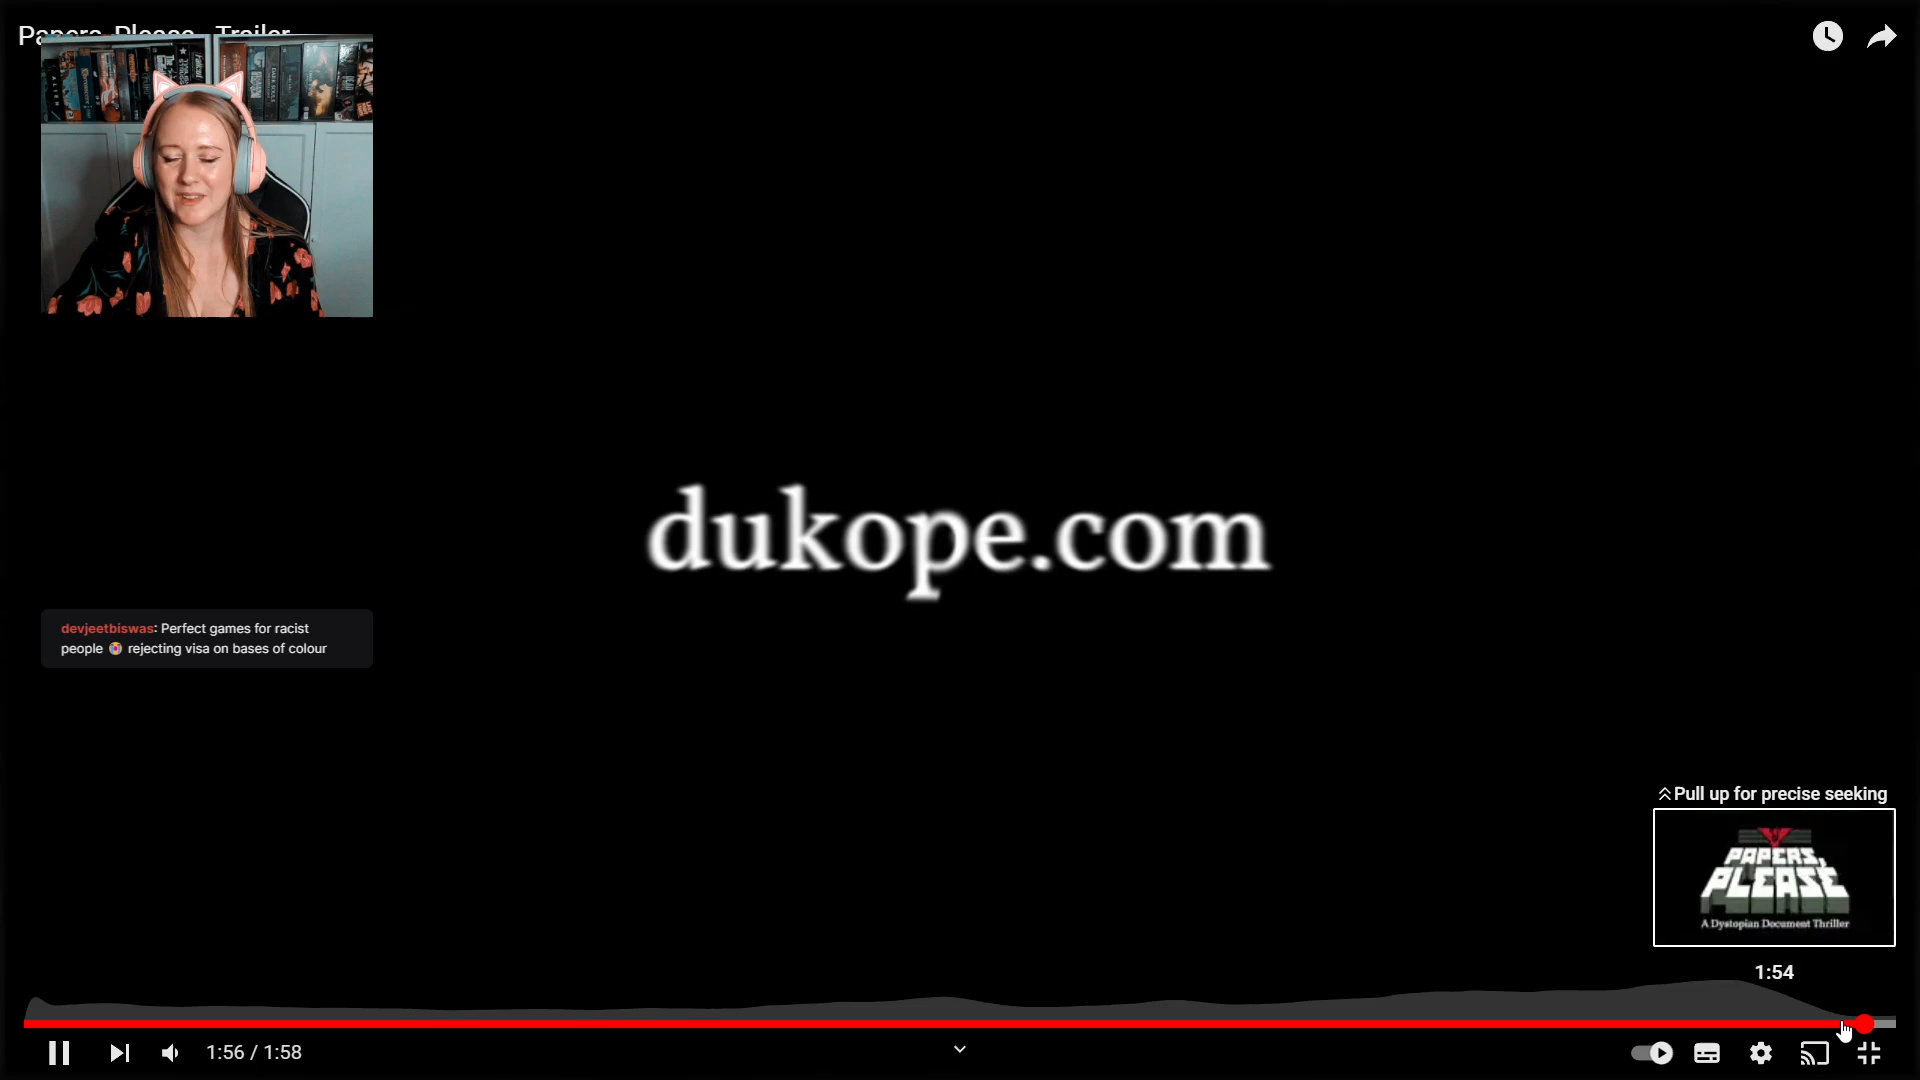 Papers, Please - Trailer
dukope.com
devjeetbiswas: Perfect games for racist
people 😭 rejecting visa on bases of colour
Pull up for precise seeking
PAPERS,
PLEASE
A Dystopian Document Thriller
1:54
1:56 / 1:58